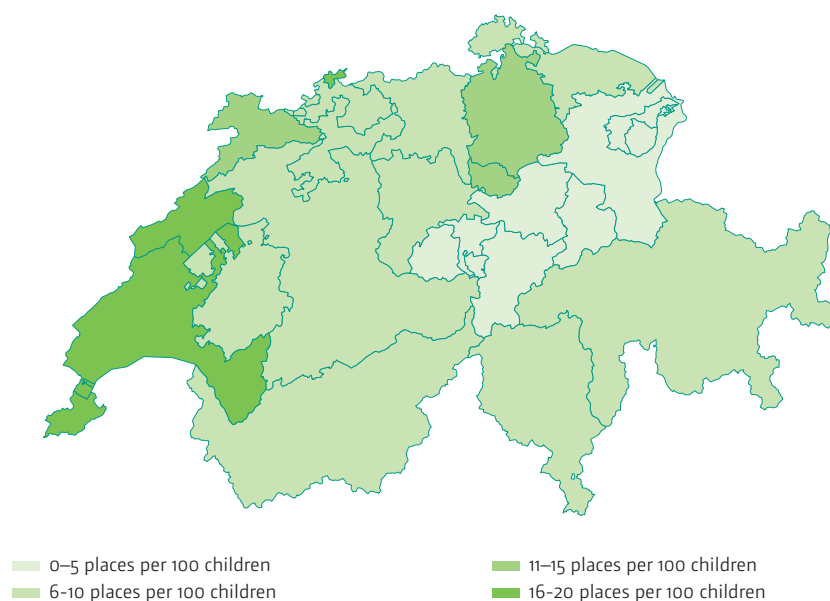 0–5 places per 100 children
6-10 places per 100 children
11–15 places per 100 children
16-20 places per 100 children